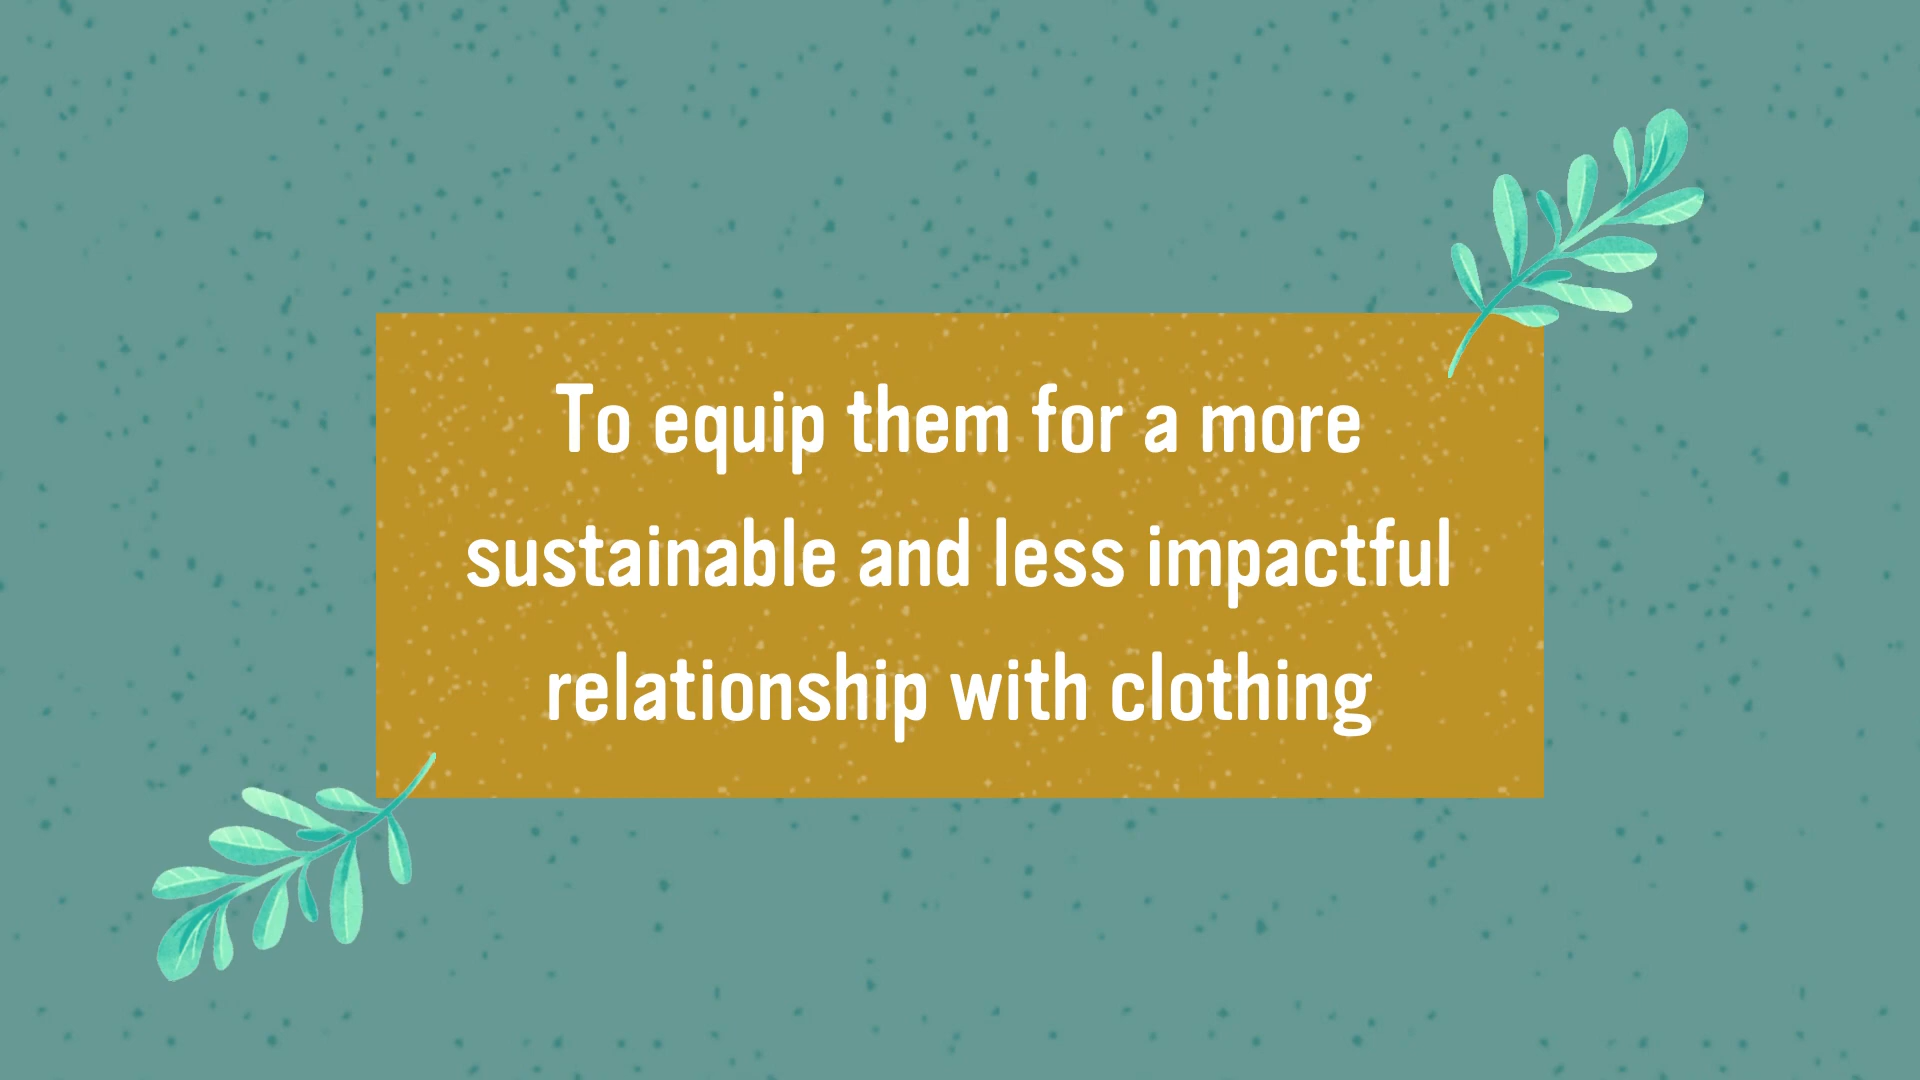 To equip them for a more
sustainable and less impactful
relationship with clothing